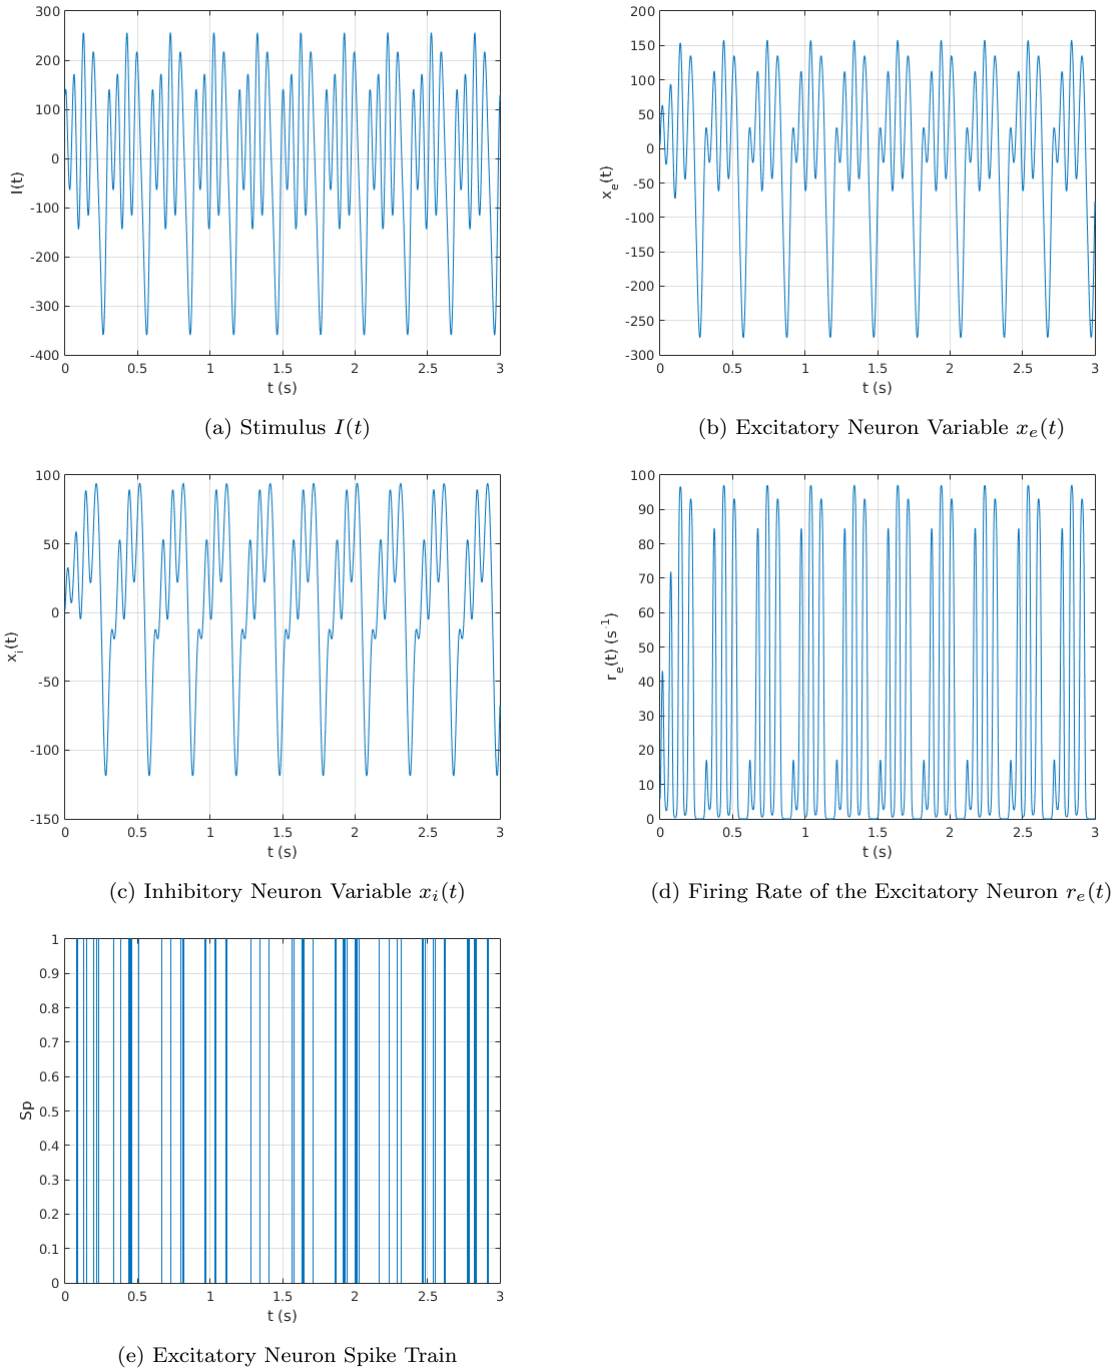 300
200
100
0
-100
-200
-300
-400
I(t)
0 0.5 1 1.5 2 2.5 3
t (s)
(a) Stimulus I(t)
200
150
100
50
0
-50
-100
-150
-200
-250
-300
x_e(t)
0 0.5 1 1.5 2 2.5 3
t (s)
(b) Excitatory Neuron Variable x_e(t)
100
50
0
-50
-100
-150
x_i(t)
0 0.5 1 1.5 2 2.5 3
t (s)
(c) Inhibitory Neuron Variable x_i(t)
100
90
80
70
60
50
40
30
20
10
0
r_e(t) (s^-1)
0 0.5 1 1.5 2 2.5 3
t (s)
(d) Firing Rate of the Excitatory Neuron r_e(t)
1
0.9
0.8
0.7
0.6
0.5
0.4
0.3
0.2
0.1
0
Sp
0 0.5 1 1.5 2 2.5 3
t (s)
(e) Excitatory Neuron Spike Train